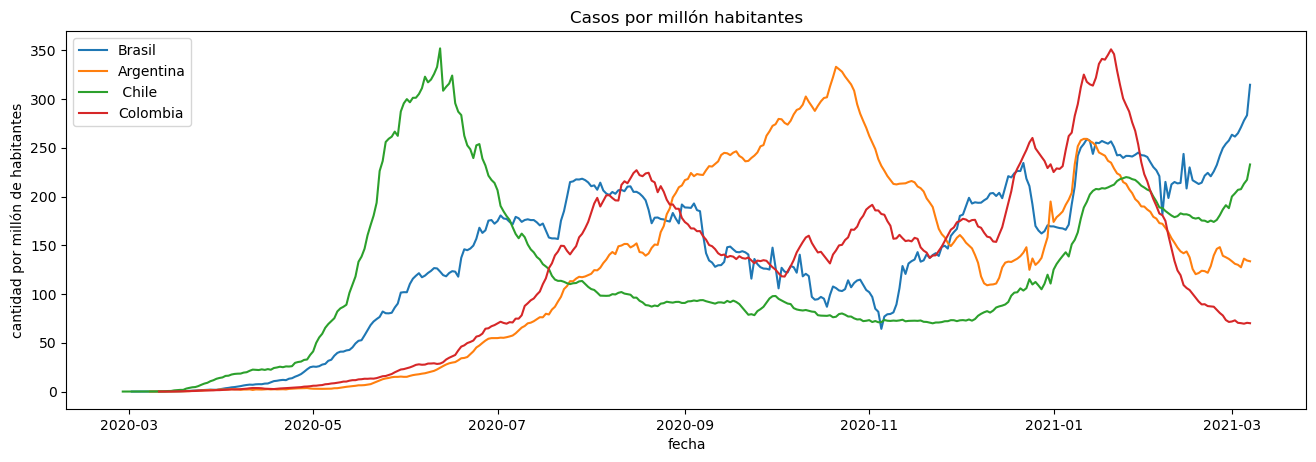 Casos por millón habitantes
cantidad por millón de habitantes
350
300
250
200
150
100
50
0
Brasil
Argentina
Chile
Colombia
2020-03
2020-05
2020-07
2020-09
2020-11
2021-01
2021-03
fecha